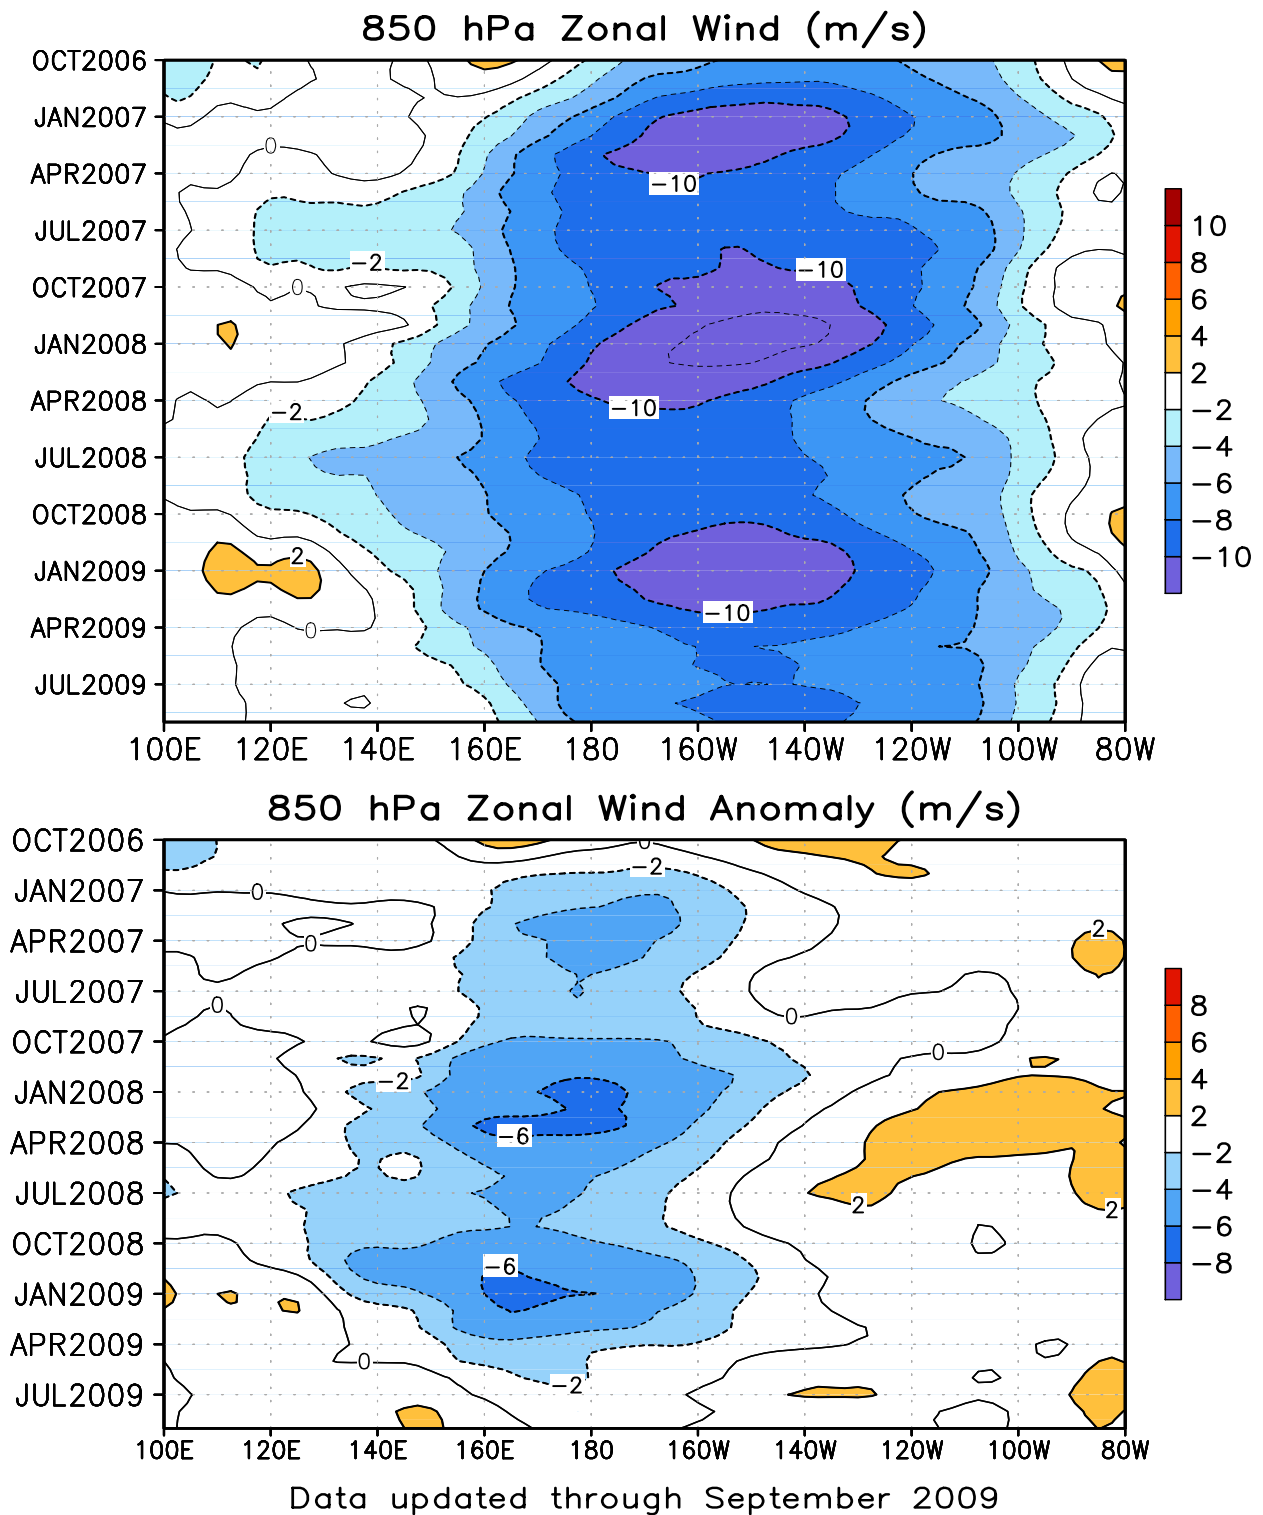 850 hPa Zonal Wind (m/s)
OCT2006
JAN2007
0
APR2007
-10
JUL2007
-2
-10
OCT2007
0
JAN2008
APR2008
-2
-10
JUL2008
OCT2008
2
JAN2009
-10
APR2009
0
JUL2009
100E 120E 140E 160E 180 160W 140W 120W 100W 80W
10
8
6
4
2
-2
-4
-6
-8
-10
850 hPa Zonal Wind Anomaly (m/s)
OCT2006
0
-2
JAN2007
0
2
APR2007
0
JUL2007
0
0
OCT2007
0
-2
JAN2008
-6
APR2008
JUL2008
2
2
OCT2008
-6
JAN2009
APR2009
0
-2
JUL2009
100E 120E 140E 160E 180 160W 140W 120W 100W 80W
8
6
4
2
-2
-4
-6
-8
Data updated through September 2009